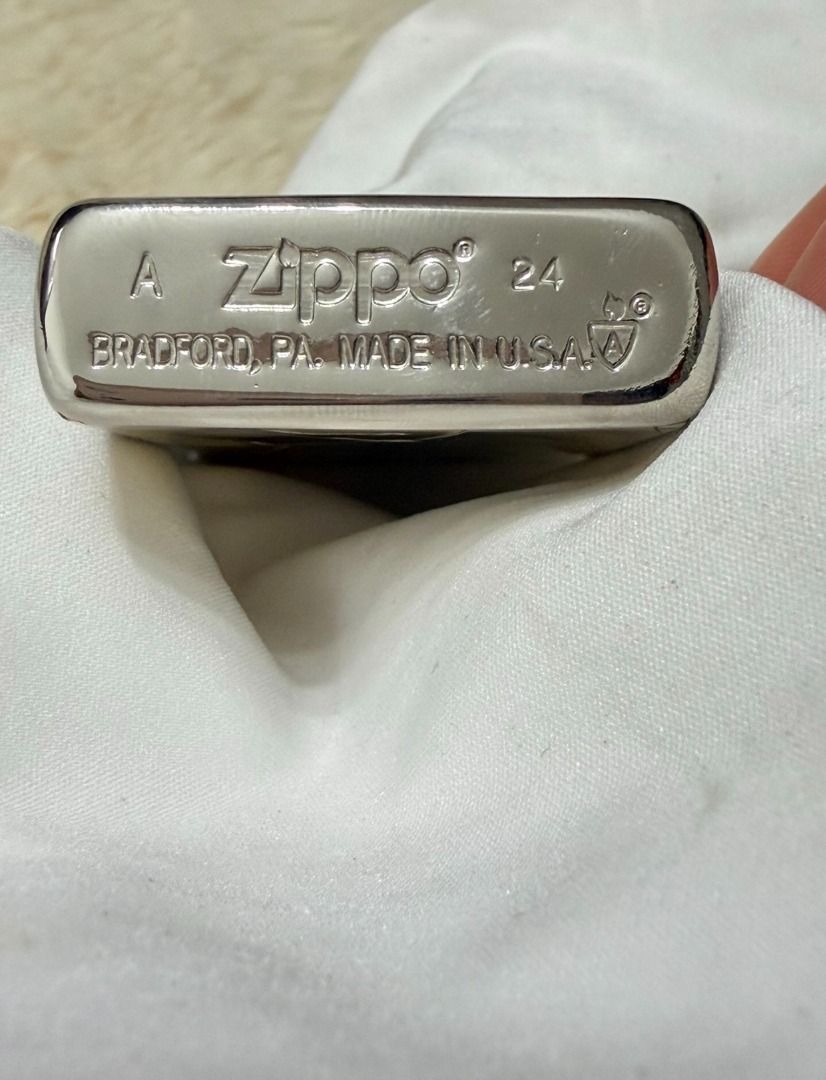 A Zippo® 24
BRADFORD, PA. MADE IN U.S.A. A ®